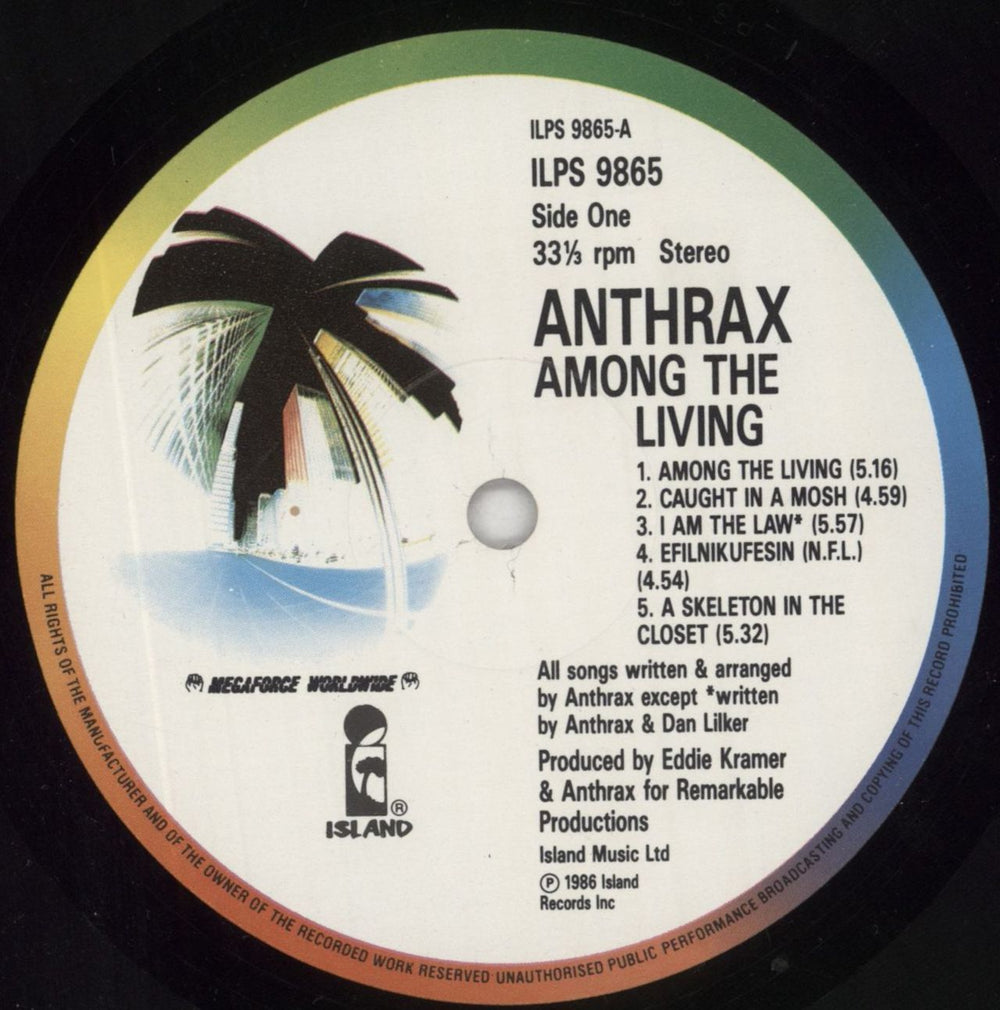 ILPS 9865-A
ILPS 9865
Side One
33⅓ rpm Stereo
ANTHRAX
AMONG THE
LIVING
1. AMONG THE LIVING (5.16)
2. CAUGHT IN A MOSH (4.59)
3. I AM THE LAW* (5.57)
4. EFILNIKUFESIN (N.F.L.)
(4.54)
5. A SKELETON IN THE
CLOSET (5.32)
All songs written & arranged
by Anthrax except *written
by Anthrax & Dan Lilker
Produced by Eddie Kramer
& Anthrax for Remarkable
Productions
Island Music Ltd
Ⓟ 1986 Island
Records Inc
MEGAFORCE WORLDWIDE
®
ISLAND
ALL RIGHTS OF THE MANUFACTURER AND OF THE OWNER OF THE RECORDED WORK RESERVED UNAUTHORISED PUBLIC PERFORMANCE BROADCASTING AND COPYING OF THIS RECORD PROHIBITED